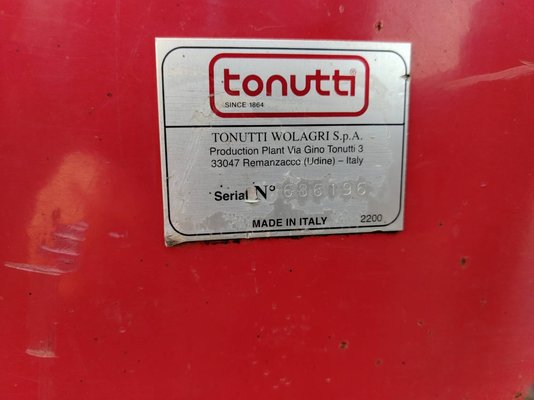 tonutti®
SINCE 1864
TONUTTI WOLAGRI S.p.A.
Production Plant Via Gino Tonutti 3
33047 Remanzacco (Udine) – Italy
Serial N° 686196
MADE IN ITALY 2200